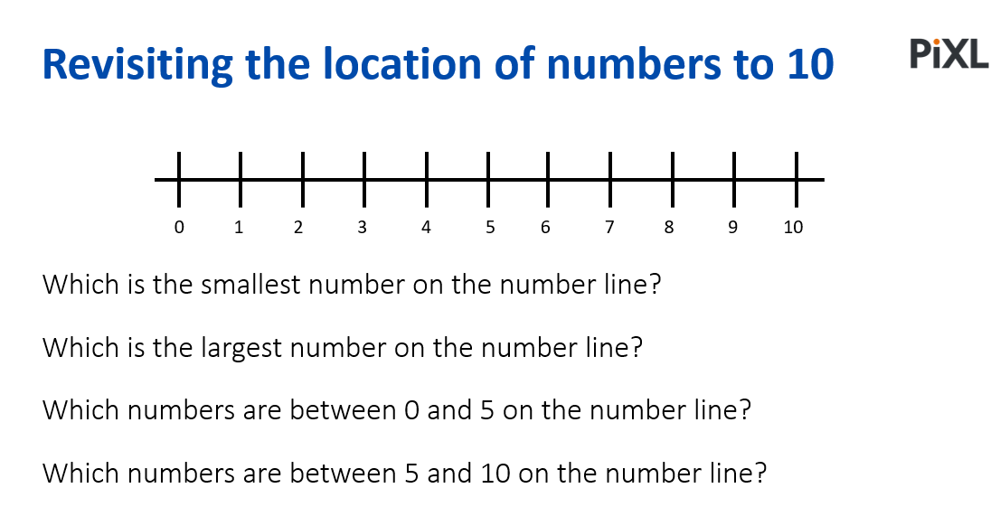 Revisiting the location of numbers to 10
PiXL
0 1 2 3 4 5 6 7 8 9 10
Which is the smallest number on the number line?
Which is the largest number on the number line?
Which numbers are between 0 and 5 on the number line?
Which numbers are between 5 and 10 on the number line?